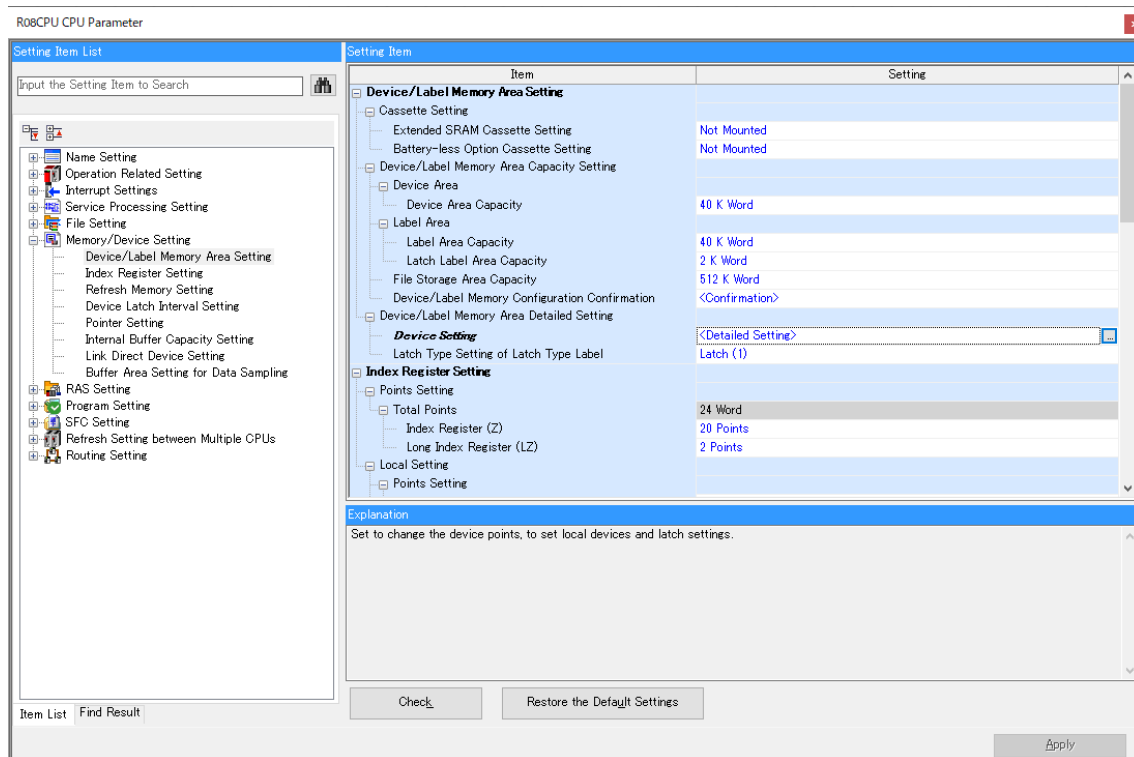 R08CPU CPU Parameter
Setting Item List
Input the Setting Item to Search
Name Setting
Operation Related Setting
Interrupt Settings
Service Processing Setting
File Setting
Memory/Device Setting
Device/Label Memory Area Setting
Index Register Setting
Refresh Memory Setting
Device Latch Interval Setting
Pointer Setting
Internal Buffer Capacity Setting
Link Direct Device Setting
Buffer Area Setting for Data Sampling
RAS Setting
Program Setting
SFC Setting
Refresh Setting between Multiple CPUs
Routing Setting
Item List Find Result
Setting Item
Item Setting
Device/Label Memory Area Setting
Cassette Setting
Extended SRAM Cassette Setting Not Mounted
Battery-less Option Cassette Setting Not Mounted
Device/Label Memory Area Capacity Setting
Device Area
Device Area Capacity 40 K Word
Label Area
Label Area Capacity 40 K Word
Latch Label Area Capacity 2 K Word
File Storage Area Capacity 512 K Word
Device/Label Memory Configuration Confirmation <Confirmation>
Device/Label Memory Area Detailed Setting
Device Setting <Detailed Setting> ...
Latch Type Setting of Latch Type Label Latch (1)
Index Register Setting
Points Setting
Total Points 24 Word
Index Register (Z) 20 Points
Long Index Register (LZ) 2 Points
Local Setting
Points Setting
Explanation
Set to change the device points, to set local devices and latch settings.
Check Restore the Default Settings
Apply